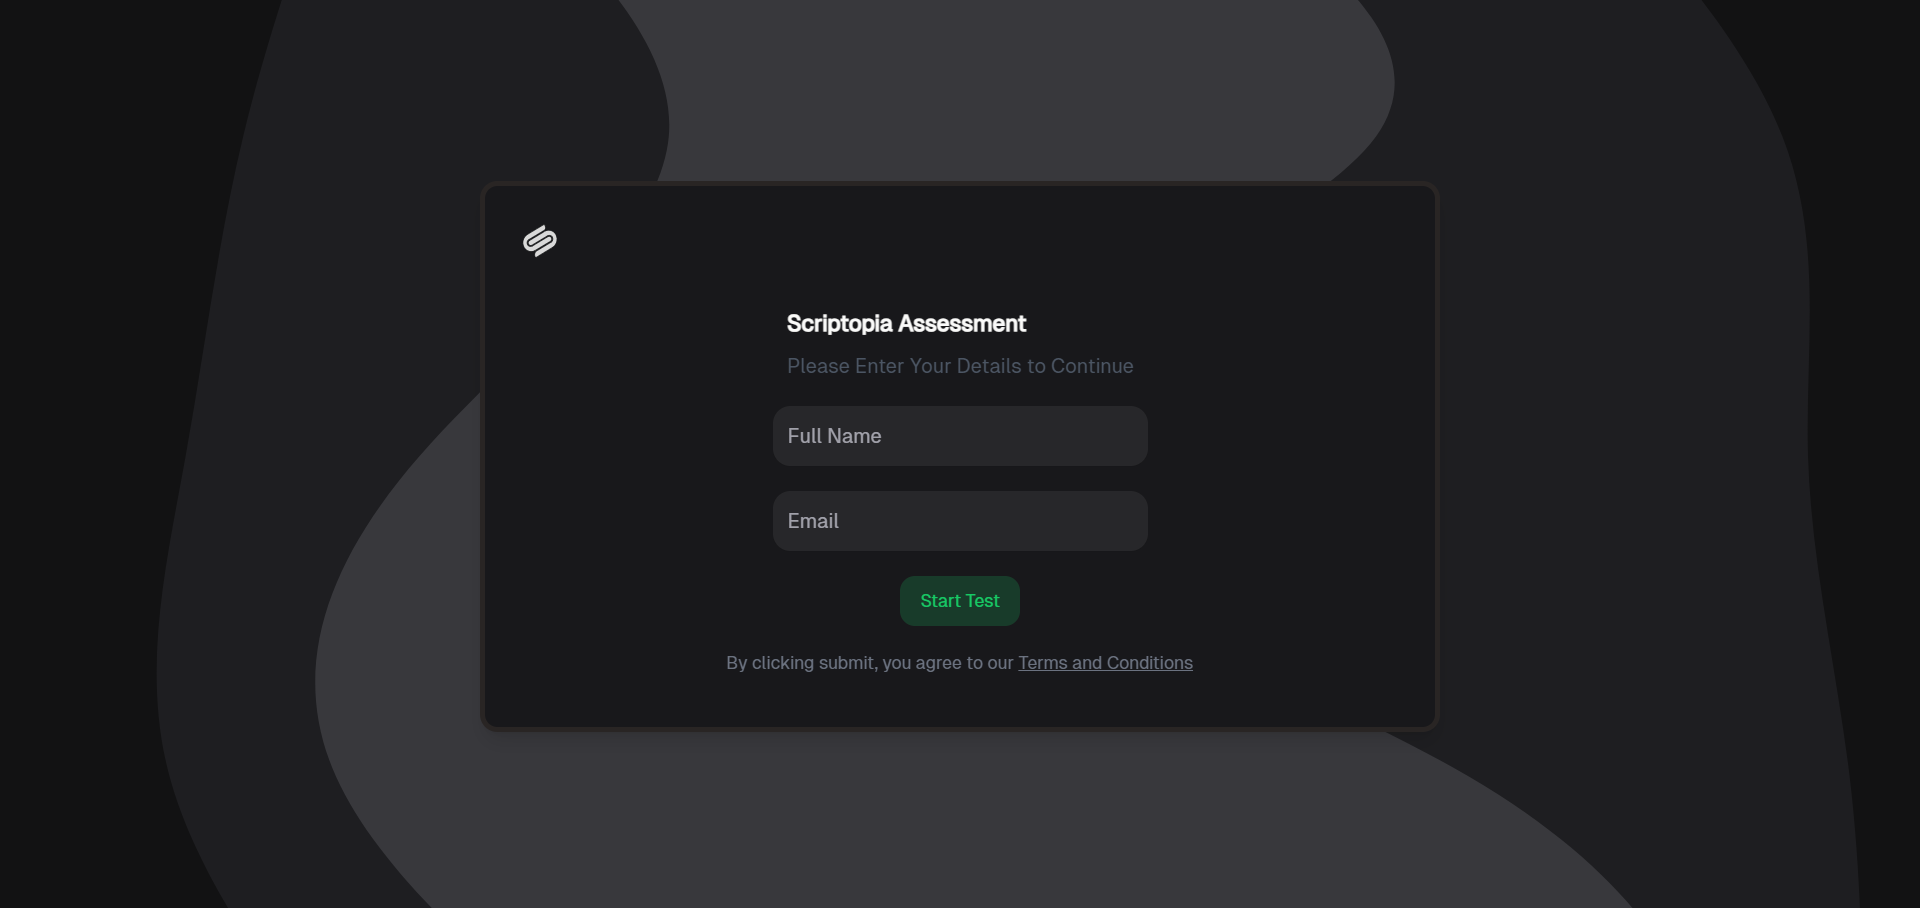 Scriptopia Assessment
Please Enter Your Details to Continue
Full Name
Email
Start Test
By clicking submit, you agree to our Terms and Conditions